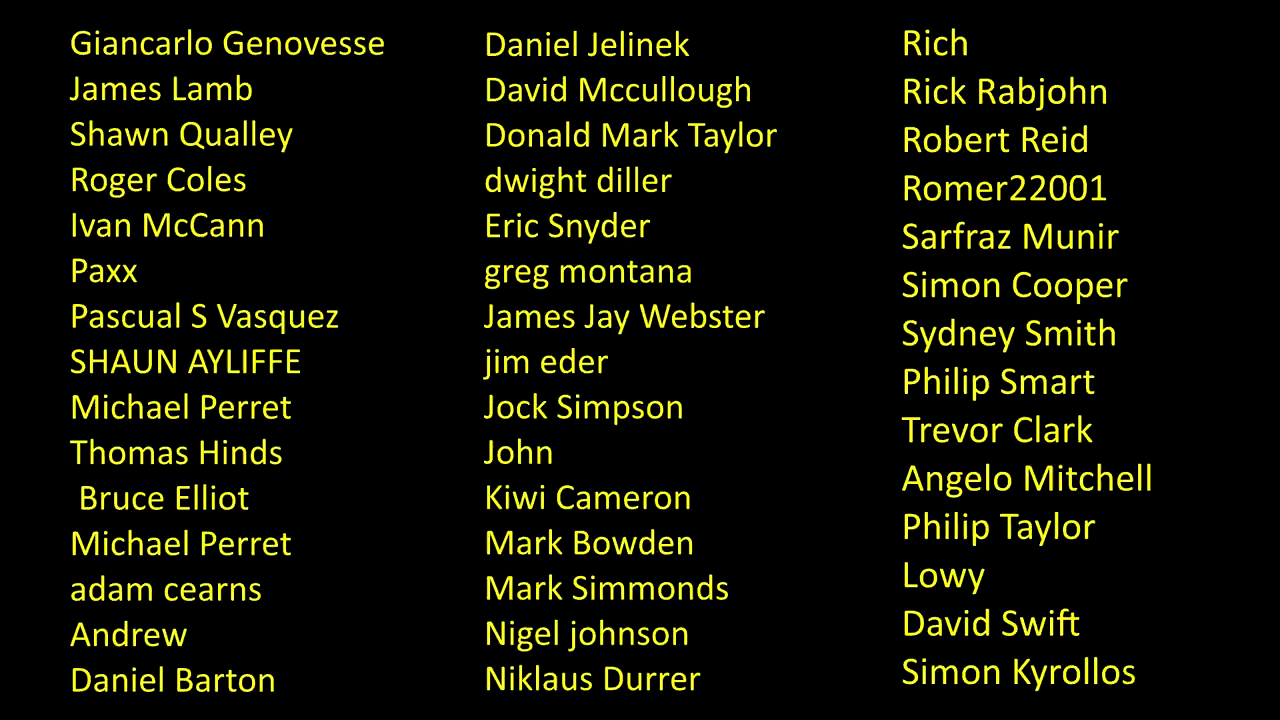 Giancarlo Genovesse
James Lamb
Shawn Qualley
Roger Coles
Ivan McCann
Paxx
Pascual S Vasquez
SHAUN AYLIFFE
Michael Perret
Thomas Hinds
Bruce Elliot
Michael Perret
adam cearns
Andrew
Daniel Barton
Daniel Jelinek
David Mccullough
Donald Mark Taylor
dwight diller
Eric Snyder
greg montana
James Jay Webster
jim eder
Jock Simpson
John
Kiwi Cameron
Mark Bowden
Mark Simmonds
Nigel johnson
Niklaus Durrer
Rich
Rick Rabjohn
Robert Reid
Romer22001
Sarfraz Munir
Simon Cooper
Sydney Smith
Philip Smart
Trevor Clark
Angelo Mitchell
Philip Taylor
Lowy
David Swift
Simon Kyrollos